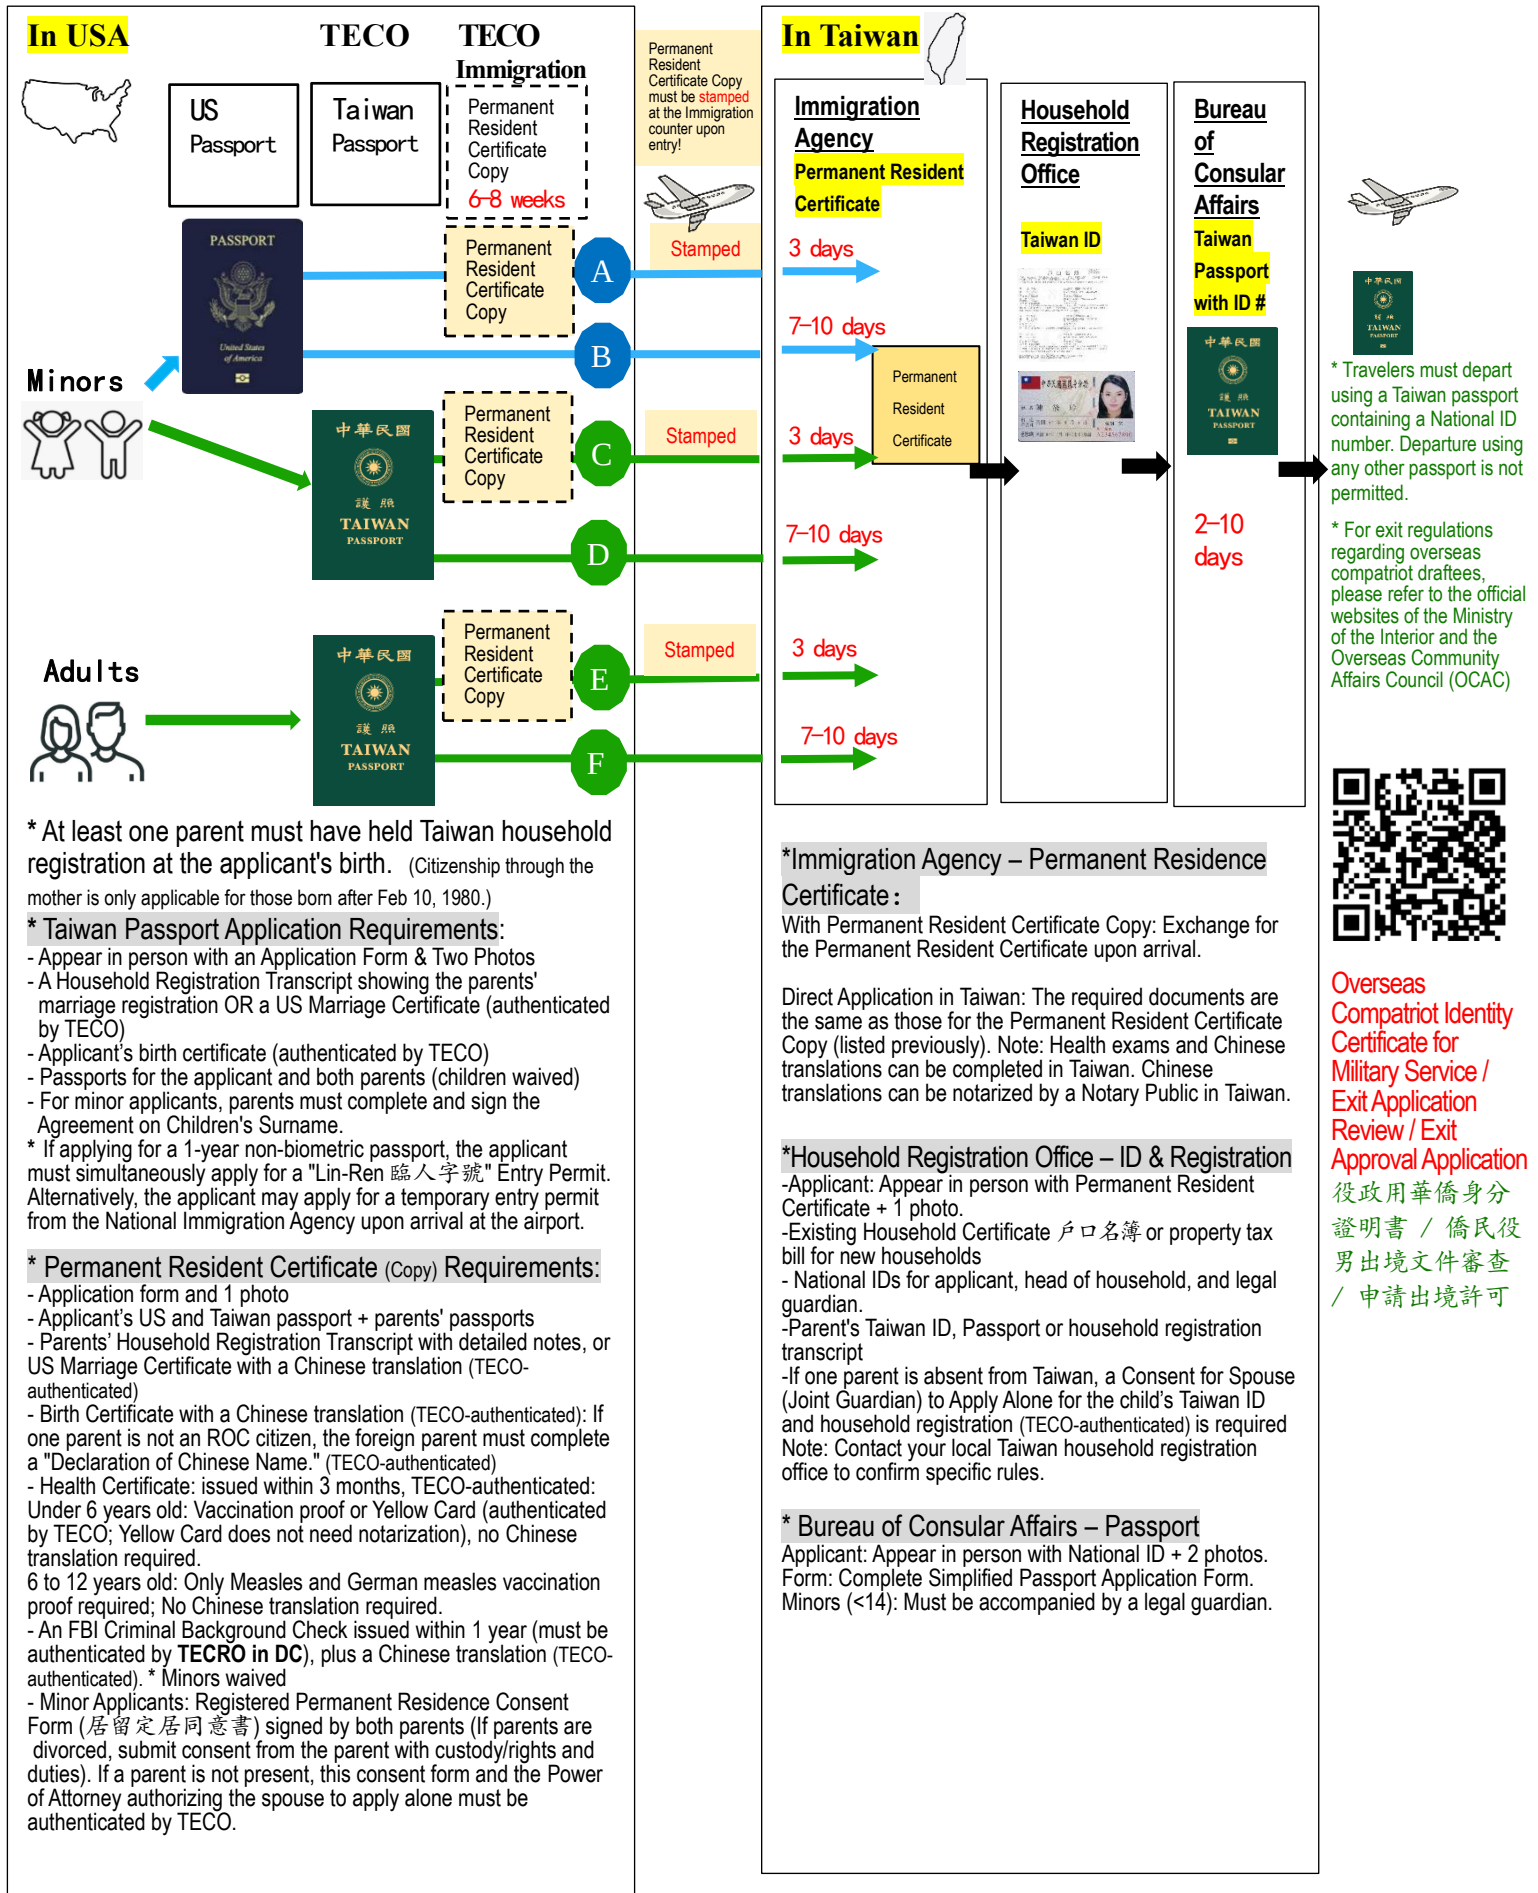 In USA
TECO
TECO
Immigration
US
Passport
Taiwan
Passport
Permanent
Resident
Certificate
Copy
6-8 weeks
Permanent
Resident
Certificate Copy
must be stamped
at the Immigration
counter upon
entry!
In Taiwan
Immigration
Agency
Permanent Resident
Certificate
Household
Registration
Office
Taiwan ID
Bureau
of
Consular
Affairs
Taiwan
Passport
with ID #
PASSPORT
United States
of America
Permanent
Resident
Certificate
Copy
A
Stamped
3 days
B
7-10 days
Permanent
Resident
Certificate
Minors
中華民國
護照
TAIWAN
PASSPORT
Permanent
Resident
Certificate
Copy
C
Stamped
3 days
D
7-10 days
中華民國
護照
TAIWAN
PASSPORT
2-10
days
中華民國
護照
TAIWAN
PASSPORT
* Travelers must depart
using a Taiwan passport
containing a National ID
number. Departure using
any other passport is not
permitted.
* For exit regulations
regarding overseas
compatriot draftees,
please refer to the official
websites of the Ministry
of the Interior and the
Overseas Community
Affairs Council (OCAC)
Adults
中華民國
護照
TAIWAN
PASSPORT
Permanent
Resident
Certificate
Copy
E
Stamped
3 days
F
7-10 days
* At least one parent must have held Taiwan household
registration at the applicant's birth. (Citizenship through the
mother is only applicable for those born after Feb 10, 1980.)
* Taiwan Passport Application Requirements:
- Appear in person with an Application Form & Two Photos
- A Household Registration Transcript showing the parents'
marriage registration OR a US Marriage Certificate (authenticated
by TECO)
- Applicant's birth certificate (authenticated by TECO)
- Passports for the applicant and both parents (children waived)
- For minor applicants, parents must complete and sign the
Agreement on Children's Surname.
* If applying for a 1-year non-biometric passport, the applicant
must simultaneously apply for a "Lin-Ren 臨人字號" Entry Permit.
Alternatively, the applicant may apply for a temporary entry permit
from the National Immigration Agency upon arrival at the airport.
* Permanent Resident Certificate (Copy) Requirements:
- Application form and 1 photo
- Applicant's US and Taiwan passport + parents' passports
- Parents' Household Registration Transcript with detailed notes, or
US Marriage Certificate with a Chinese translation (TECO-
authenticated)
- Birth Certificate with a Chinese translation (TECO-authenticated): If
one parent is not an ROC citizen, the foreign parent must complete
a "Declaration of Chinese Name." (TECO-authenticated)
- Health Certificate: issued within 3 months, TECO-authenticated:
Under 6 years old: Vaccination proof or Yellow Card (authenticated
by TECO; Yellow Card does not need notarization), no Chinese
translation required.
6 to 12 years old: Only Measles and German measles vaccination
proof required; No Chinese translation required.
- An FBI Criminal Background Check issued within 1 year (must be
authenticated by TECRO in DC), plus a Chinese translation (TECO-
authenticated). * Minors waived
- Minor Applicants: Registered Permanent Residence Consent
Form (居留定居同意書) signed by both parents (If parents are
divorced, submit consent from the parent with custody/rights and
duties). If a parent is not present, this consent form and the Power
of Attorney authorizing the spouse to apply alone must be
authenticated by TECO.
*Immigration Agency – Permanent Residence
Certificate：
With Permanent Resident Certificate Copy: Exchange for
the Permanent Resident Certificate upon arrival.
Direct Application in Taiwan: The required documents are
the same as those for the Permanent Resident Certificate
Copy (listed previously). Note: Health exams and Chinese
translations can be completed in Taiwan. Chinese
translations can be notarized by a Notary Public in Taiwan.
*Household Registration Office – ID & Registration
-Applicant: Appear in person with Permanent Resident
Certificate + 1 photo.
-Existing Household Certificate 戶口名簿 or property tax
bill for new households
- National IDs for applicant, head of household, and legal
guardian.
-Parent's Taiwan ID, Passport or household registration
transcript
-If one parent is absent from Taiwan, a Consent for Spouse
(Joint Guardian) to Apply Alone for the child's Taiwan ID
and household registration (TECO-authenticated) is required
Note: Contact your local Taiwan household registration
office to confirm specific rules.
* Bureau of Consular Affairs – Passport
Applicant: Appear in person with National ID + 2 photos.
Form: Complete Simplified Passport Application Form.
Minors (<14): Must be accompanied by a legal guardian.
Overseas
Compatriot Identity
Certificate for
Military Service /
Exit Application
Review / Exit
Approval Application
役政用華僑身分
證明書 / 僑民役
男出境文件審查
/ 申請出境許可